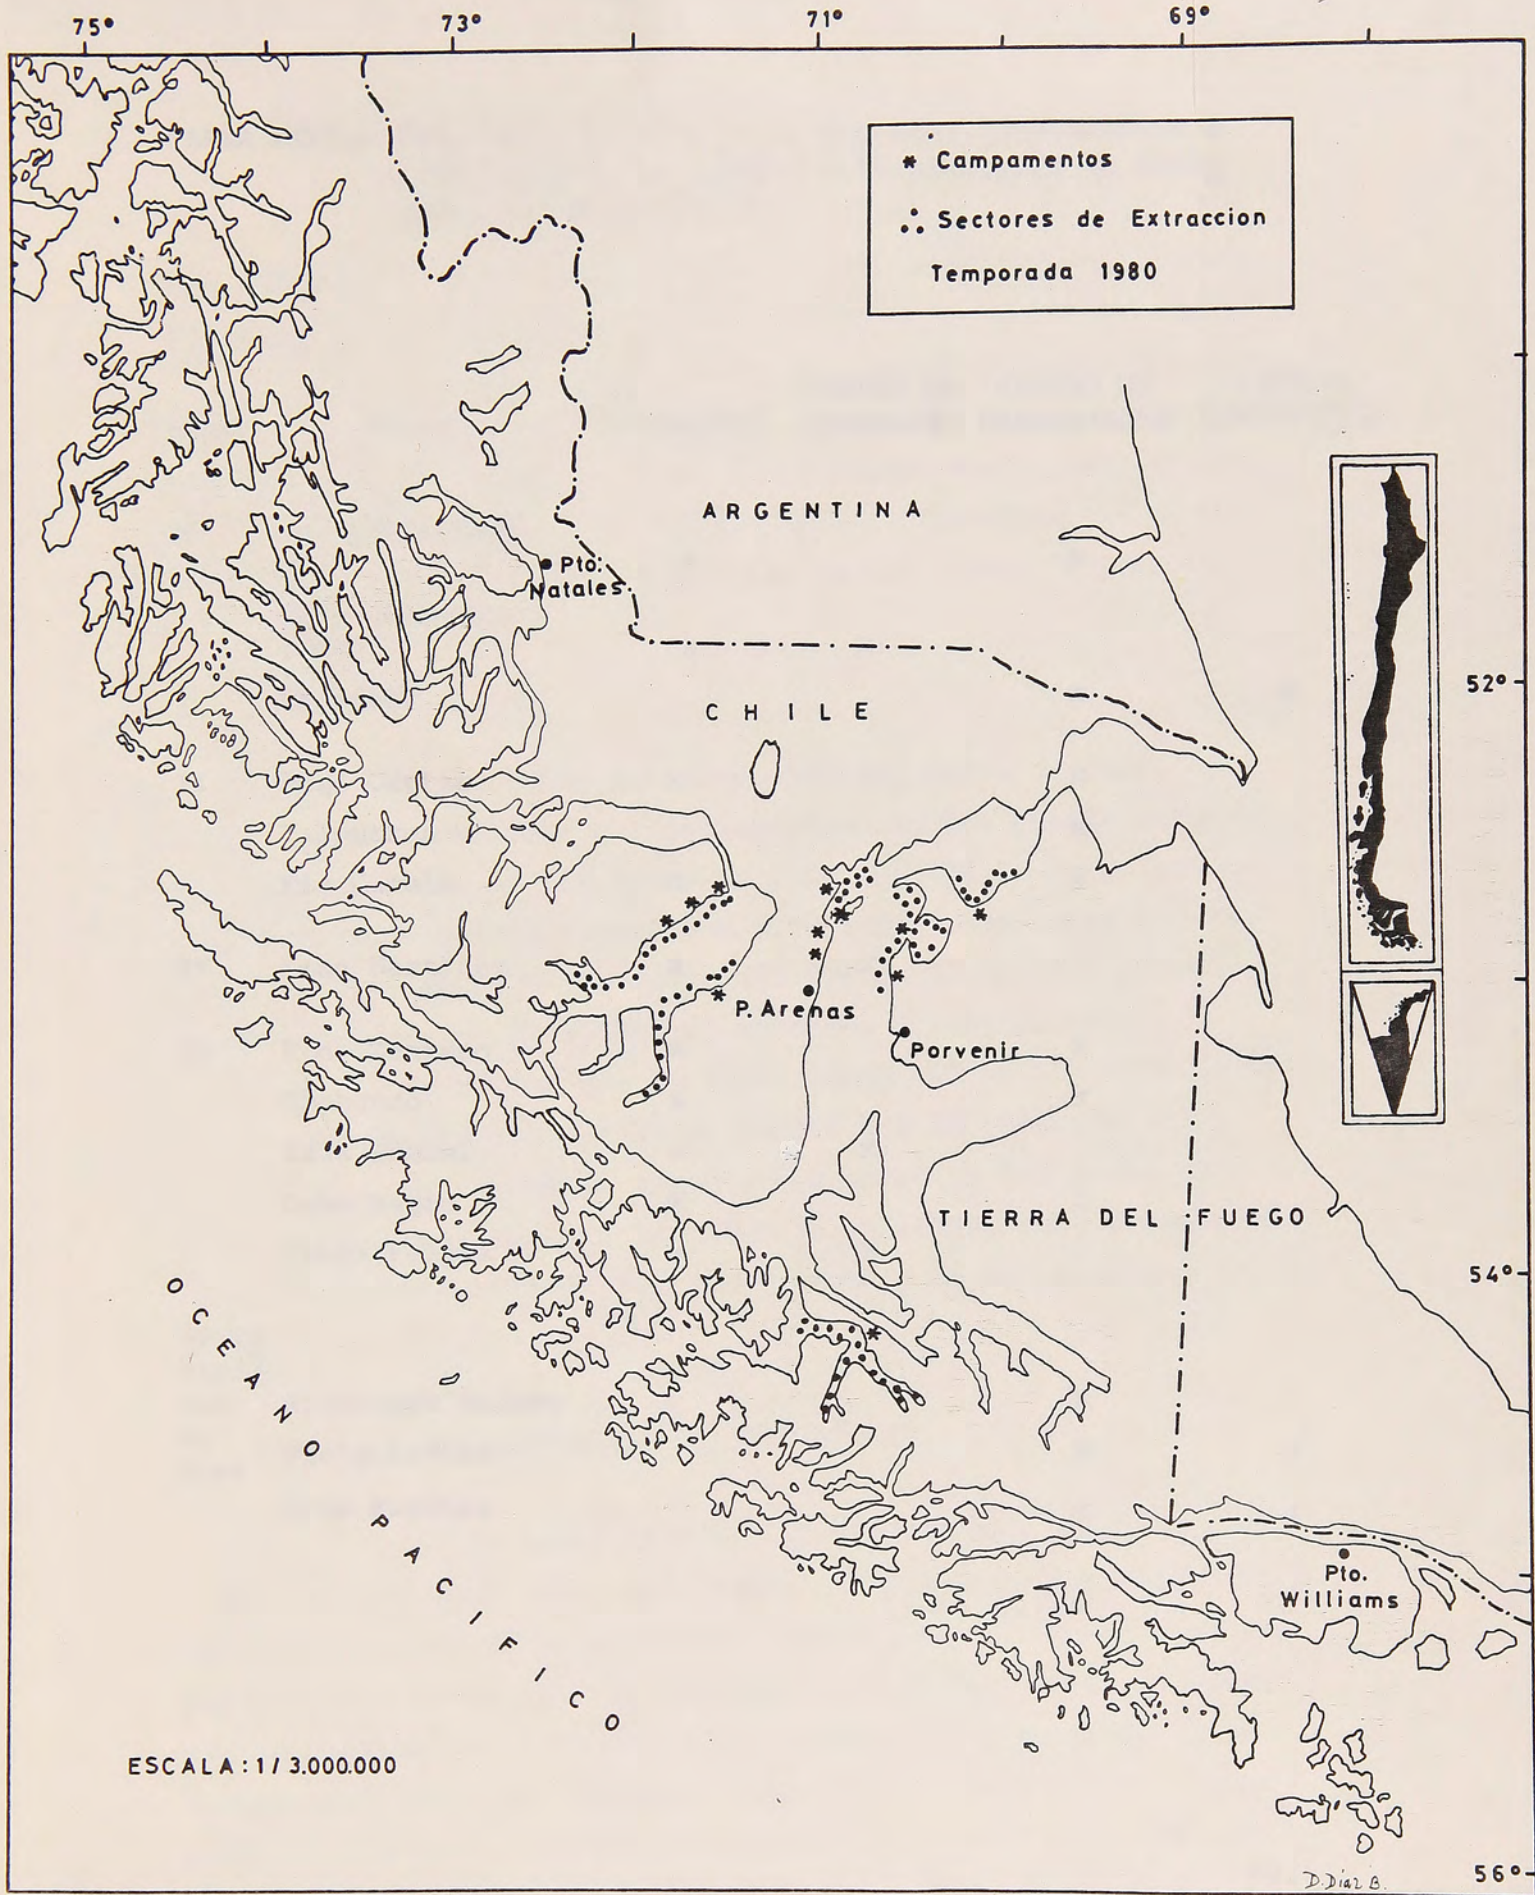 75° 73° 71° 69°
* Campamentos
Sectores de Extraccion
Temporada 1980
ARGENTINA
Pto.
Natales
52°
CHILE
P. Arenas
Porvenir
TIERRA DEL FUEGO
54°
OCEANO PACIFICO
Pto.
Williams
ESCALA: 1/ 3.000.000
56°
D. Díaz B.